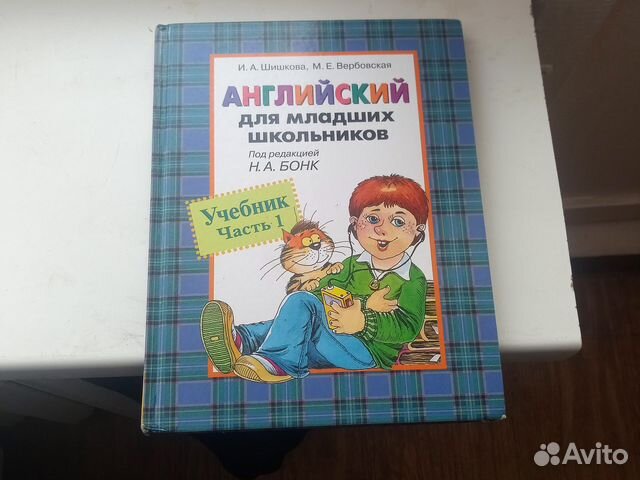 И. А. Шишкова, М. Е. Вербовская
АНГЛИЙСКИЙ
для младших
школьников
Под редакцией
Н. А. БОНК
Учебник
Часть 1
Avito